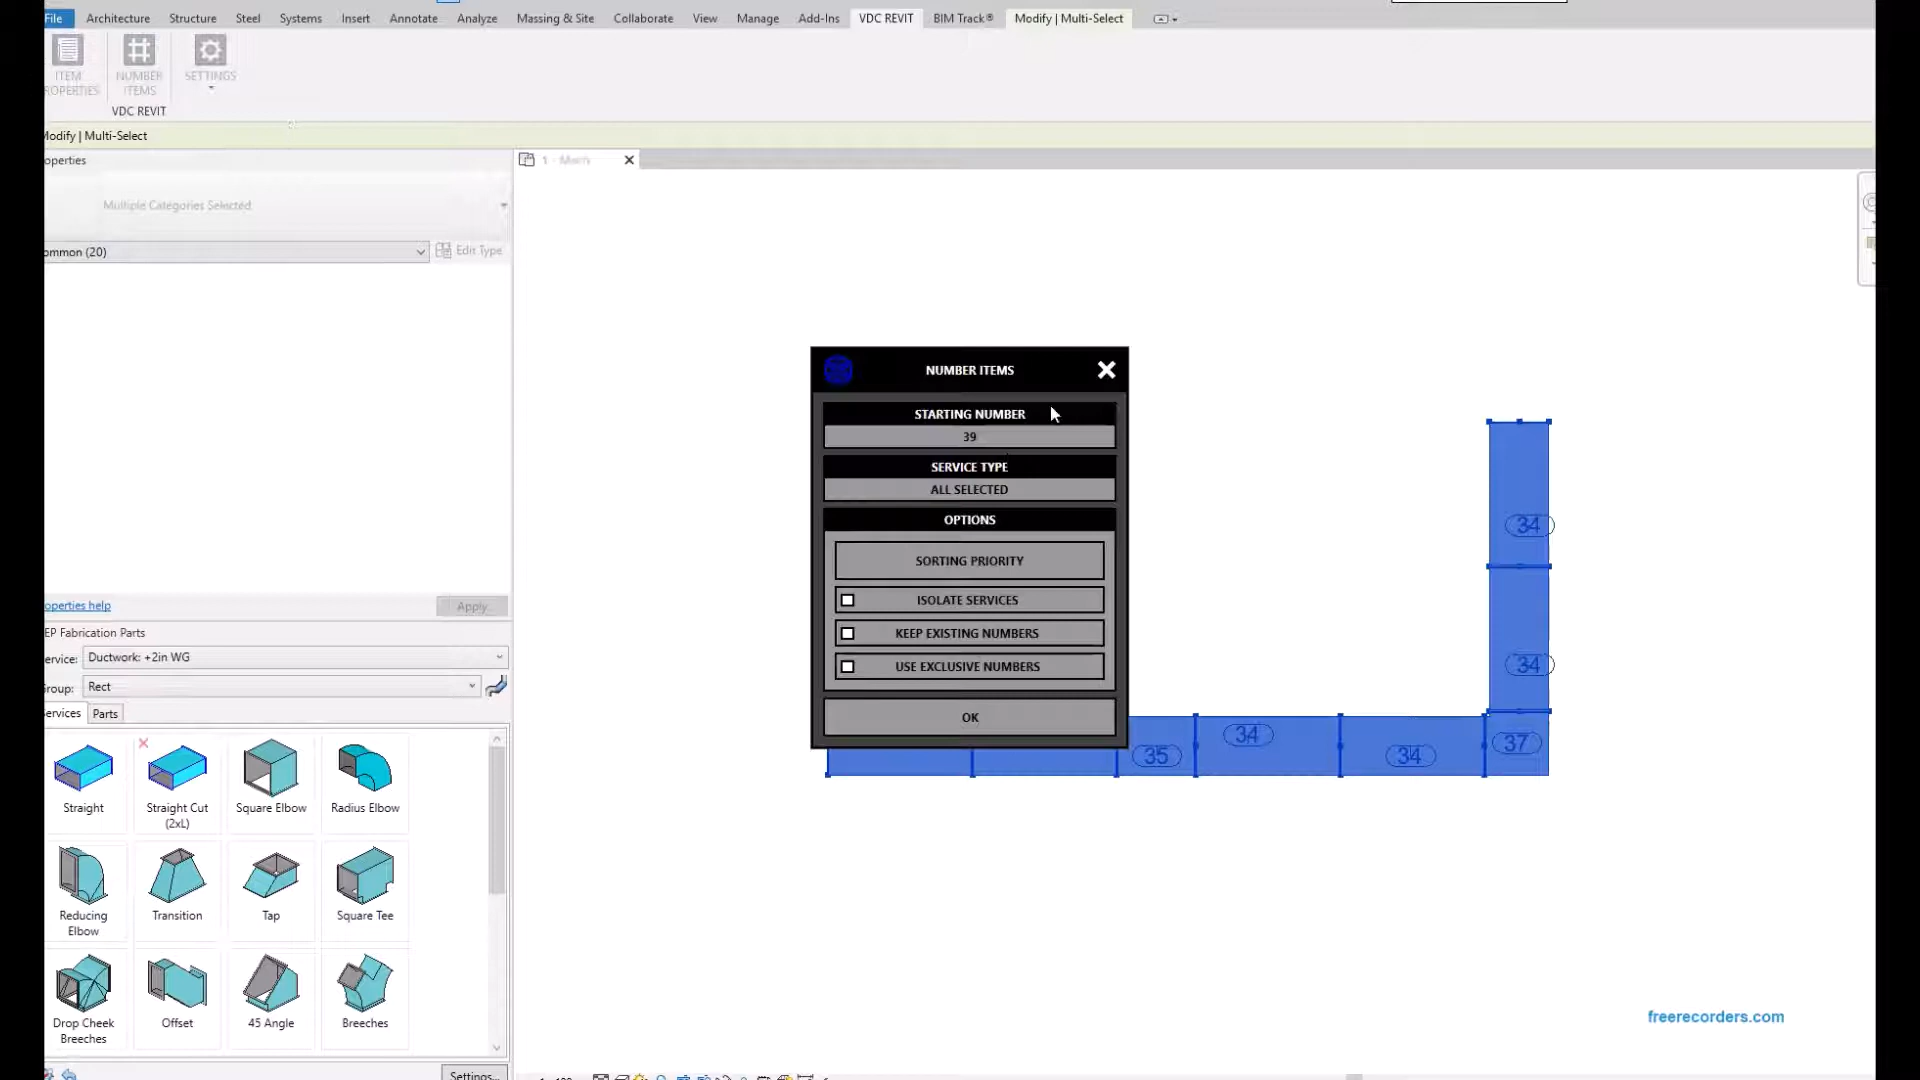 File Architecture Structure Steel Systems Insert Annotate Analyze Massing & Site Collaborate View Manage Add-Ins VDC REVIT BIM Track® Modify | Multi-Select
ITEM
ROPERTIES
NUMBER
ITEMS
SETTINGS
VDC REVIT
Modify | Multi-Select
operties
1 - Mech
Multiple Categories Selected
ommon (20)
Edit Type
NUMBER ITEMS
STARTING NUMBER
39
SERVICE TYPE
ALL SELECTED
OPTIONS
SORTING PRIORITY
ISOLATE SERVICES
KEEP EXISTING NUMBERS
USE EXCLUSIVE NUMBERS
OK
34
34
35
34
34
37
operties help
Apply
EP Fabrication Parts
ervice: Ductwork: +2in WG
roup: Rect
ervices Parts
Straight
Straight Cut
(2xL)
Square Elbow
Radius Elbow
Reducing
Elbow
Transition
Tap
Square Tee
Drop Cheek
Breeches
Offset
45 Angle
Breeches
Settings...
freerecorders.com